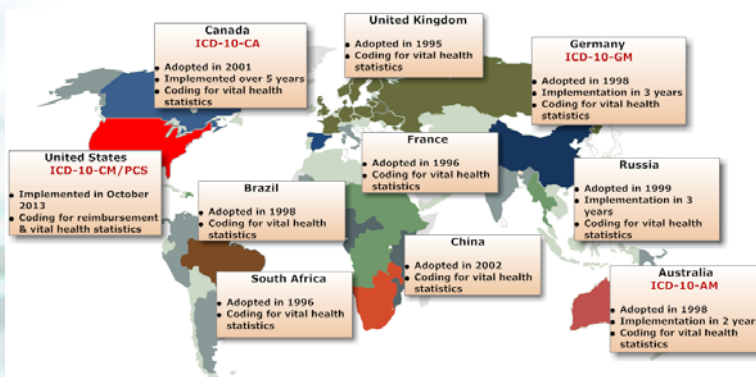 Canada
ICD-10-CA
• Adopted in 2001
• Implemented over 5 years
• Coding for vital health
statistics
United Kingdom
• Adopted in 1995
• Coding for vital health
statistics
Germany
ICD-10-GM
• Adopted in 1998
• Implementation in 3 years
• Coding for vital health
statistics
United States
ICD-10-CM/PCS
• Implemented in October
2013
• Coding for reimbursement
& vital health statistics
France
• Adopted in 1996
• Coding for vital health
statistics
Russia
• Adopted in 1999
• Implementation in 3
years
• Coding for vital health
statistics
Brazil
• Adopted in 1998
• Coding for vital health
statistics
China
• Adopted in 2002
• Coding for vital health
statistics
South Africa
• Adopted in 1996
• Coding for vital health
statistics
Australia
ICD-10-AM
• Adopted in 1998
• Implementation in 2 years
• Coding for vital health
statistics